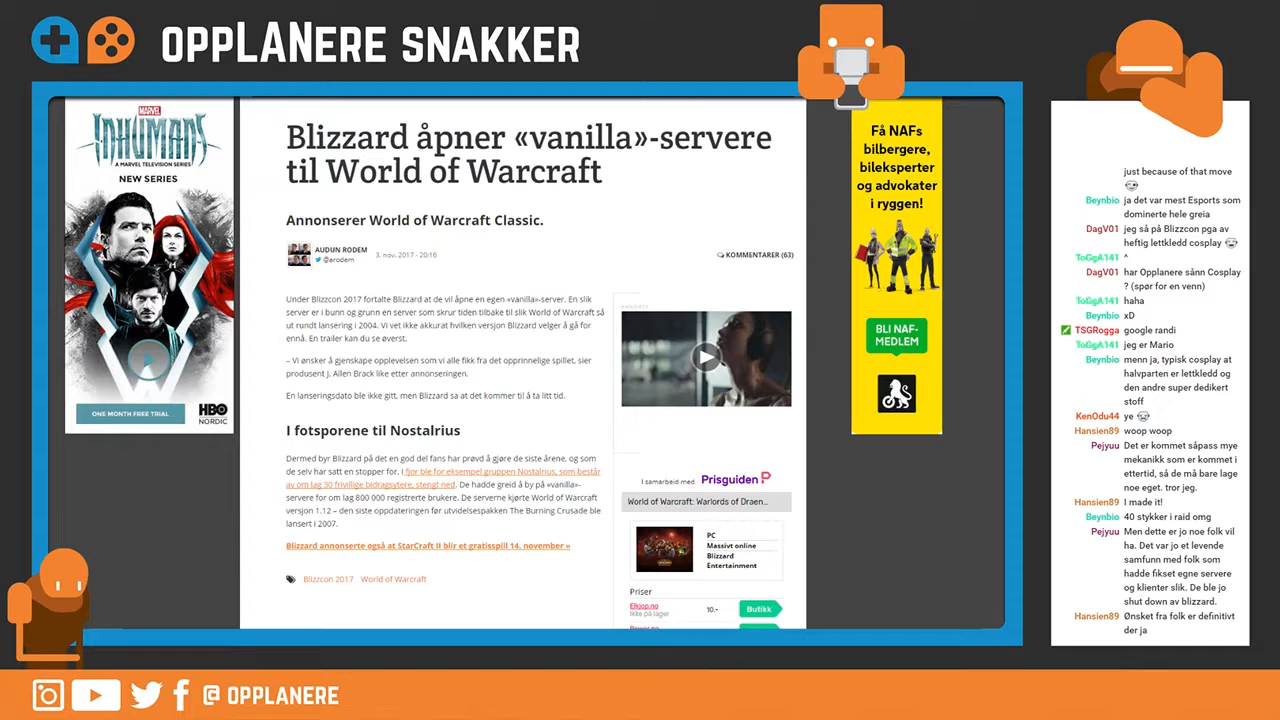 OPPLANERE SNAKKER
MARVEL
INHUMANS
A MARVEL TELEVISION SERIES
NEW SERIES
ONE MONTH FREE TRIAL
HBO
NORDIC
Blizzard åpner «vanilla»-servere
til World of Warcraft
Annonserer World of Warcraft Classic.
AUDUN RODEM
@arodem
3. nov. 2017 - 20:16
KOMMENTARER (63)
Under Blizzcon 2017 fortalte Blizzard at de vil åpne en egen «vanilla»-server. En slik
server er i bunn og grunn en server som skrur tiden tilbake til slik World of Warcraft så
ut rundt lansering i 2004. Vi vet ikke akkurat hvilken versjon Blizzard velger å gå for
ennå. En trailer kan du se øverst.
– Vi ønsker å gjenskape opplevelsen som vi alle fikk fra det opprinnelige spillet, sier
produsent J. Allen Brack like etter annonseringen.
En lanseringsdato ble ikke gitt, men Blizzard sa at det kommer til å ta litt tid.
I fotsporene til Nostalrius
Dermed byr Blizzard på det en god del fans har prøvd å gjøre de siste årene, og som
de selv har satt en stopper for. I fjor ble for eksempel gruppen Nostalrius, som består
av om lag 30 frivillige bidragsytere, stengt ned. De hadde greid å by på «vanilla»-
servere for om lag 800 000 registrerte brukere. De serverne kjørte World of Warcraft
versjon 1.12 – den siste oppdateringen før utvidelsespakken The Burning Crusade ble
lansert i 2007.
Blizzard annonserte også at StarCraft II blir et gratisspill 14. november »
Blizzcon 2017 World of Warcraft
I samarbeid med Prisguiden
World of Warcraft: Warlords of Draen...
PC
Massivt online
Blizzard
Entertainment
Priser
Elkjop.no
Ikke på lager
10,-
Butikk
Power.no
Få NAFs
bilbergere,
bileksperter
og advokater
i ryggen!
BLI NAF-
MEDLEM
just because of that move
Beynbio ja det var mest Esports som
dominerte hele greia
DagV01 jeg så på Blizzcon pga av
heftig lettkledd cosplay
ToGgA141 ^
DagV01 har Opplanere sånn Cosplay
? (spør for en venn)
ToGgA141 haha
Beynbio xD
TSGRogga google randi
ToGgA141 jeg er Mario
Beynbio menn ja, typisk cosplay at
halvparten er lettkledd og
den andre super dedikert
stoff
KenOdu44 ye
Hansien89 woop woop
Pejyuu Det er kommet såpass mye
mekanikk som er kommet i
ettertid, så de må bare lage
noe eget. tror jeg.
Hansien89 I made it!
Beynbio 40 stykker i raid omg
Pejyuu Men dette er jo noe folk vil
ha. Det var jo et levende
samfunn med folk som
hadde fikset egne servere
og klienter slik. De ble jo
shut down av blizzard.
Hansien89 Ønsket fra folk er definitivt
der ja
@ OPPLANERE